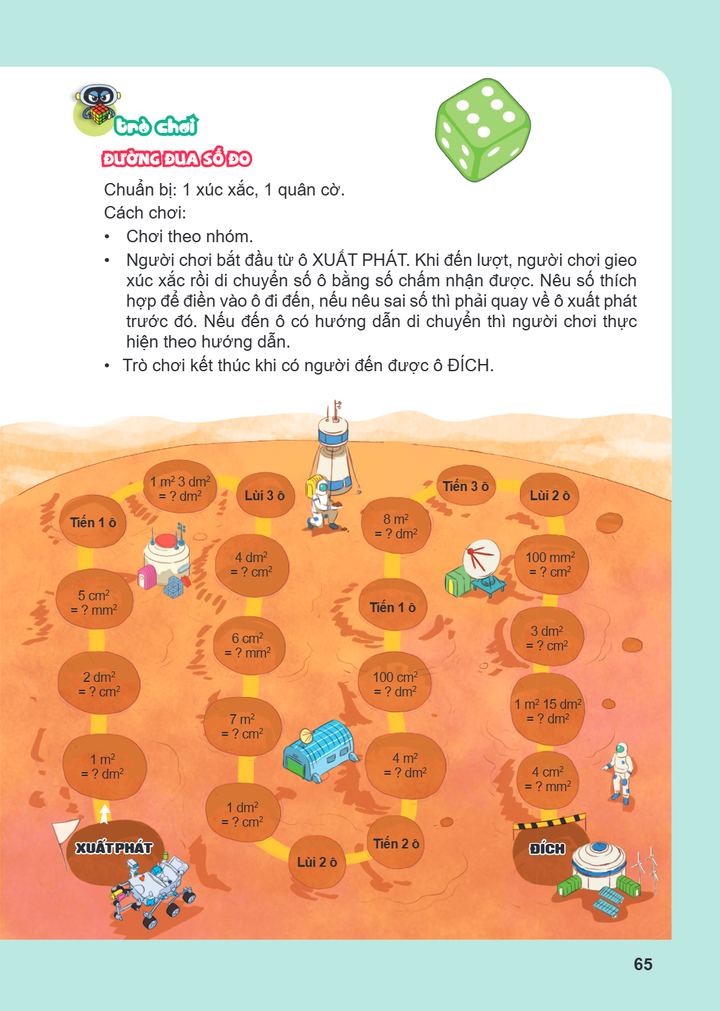 trò chơi
ĐƯỜNG ĐUA SỐ ĐO
Chuẩn bị: 1 xúc xắc, 1 quân cờ.
Cách chơi:
• Chơi theo nhóm.
• Người chơi bắt đầu từ ô XUẤT PHÁT. Khi đến lượt, người chơi gieo
xúc xắc rồi di chuyển số ô bằng số chấm nhận được. Nêu số thích
hợp để điền vào ô đi đến, nếu nêu sai số thì phải quay về ô xuất phát
trước đó. Nếu đến ô có hướng dẫn di chuyển thì người chơi thực
hiện theo hướng dẫn.
• Trò chơi kết thúc khi có người đến được ô ĐÍCH.
XUẤT PHÁT
1 m²
= ? dm²
2 dm²
= ? cm²
5 cm²
= ? mm²
Tiến 1 ô
1 m² 3 dm²
= ? dm²
Lùi 3 ô
4 dm²
= ? cm²
6 cm²
= ? mm²
7 m²
= ? cm²
1 dm²
= ? cm²
Lùi 2 ô
Tiến 2 ô
4 m²
= ? dm²
100 cm²
= ? dm²
Tiến 1 ô
8 m²
= ? dm²
Tiến 3 ô
Lùi 2 ô
100 mm²
= ? cm²
3 dm²
= ? cm²
1 m² 15 dm²
= ? dm²
4 cm²
= ? mm²
ĐÍCH
65